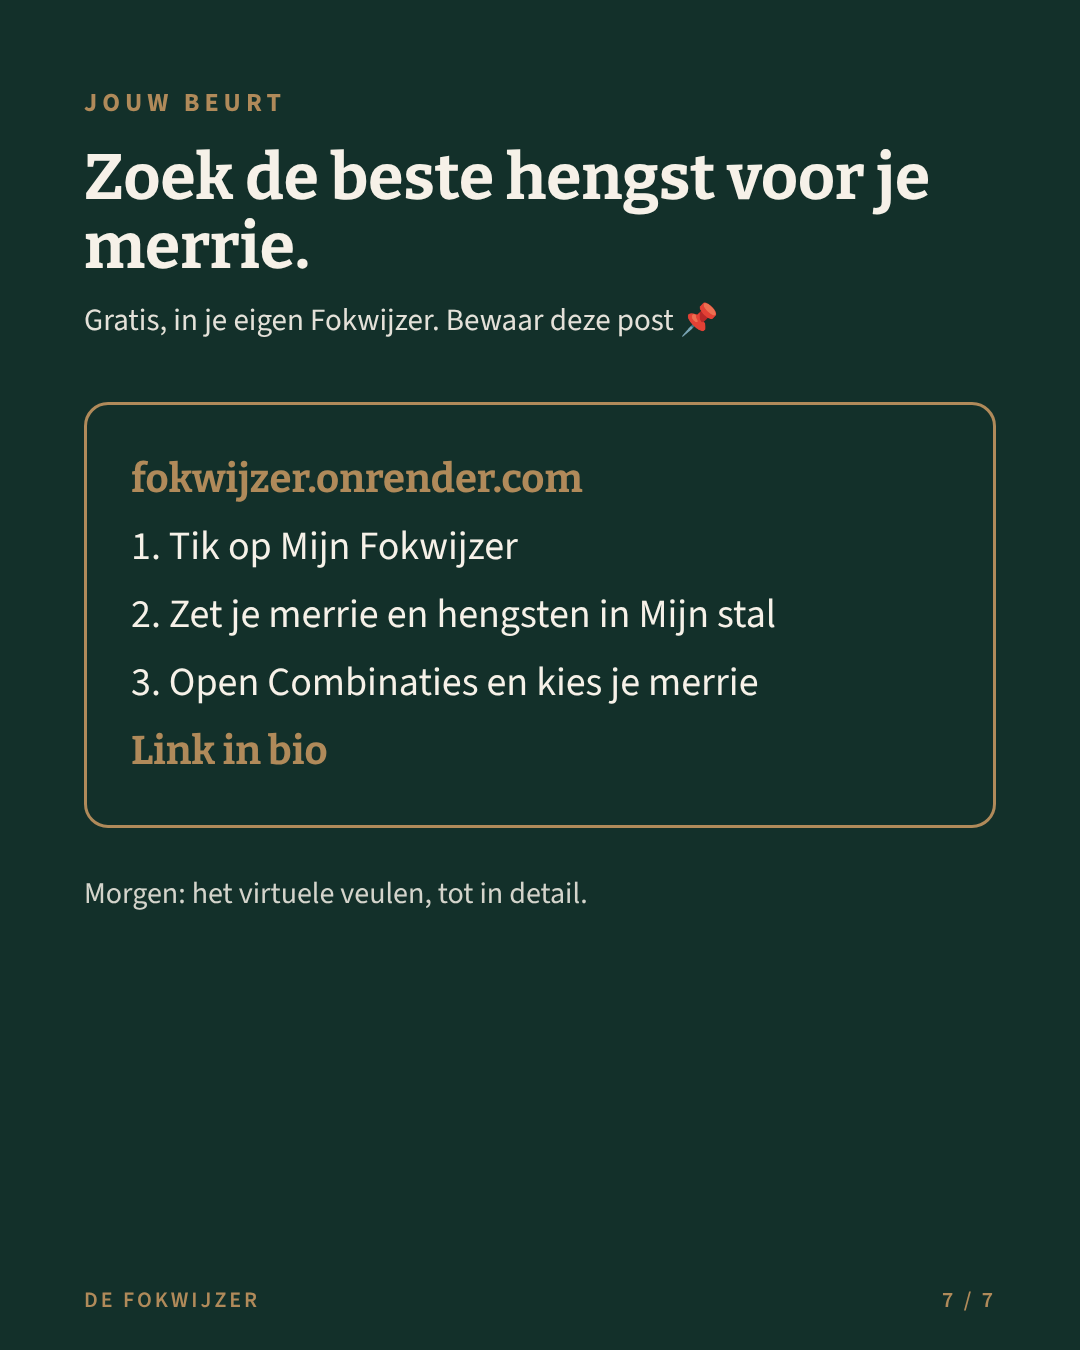 JOUW BEURT
Zoek de beste hengst voor je
merrie.
Gratis, in je eigen Fokwijzer. Bewaar deze post 📌
fokwijzer.onrender.com
1. Tik op Mijn Fokwijzer
2. Zet je merrie en hengsten in Mijn stal
3. Open Combinaties en kies je merrie
Link in bio
Morgen: het virtuele veulen, tot in detail.
DE FOKWIJZER
7 / 7